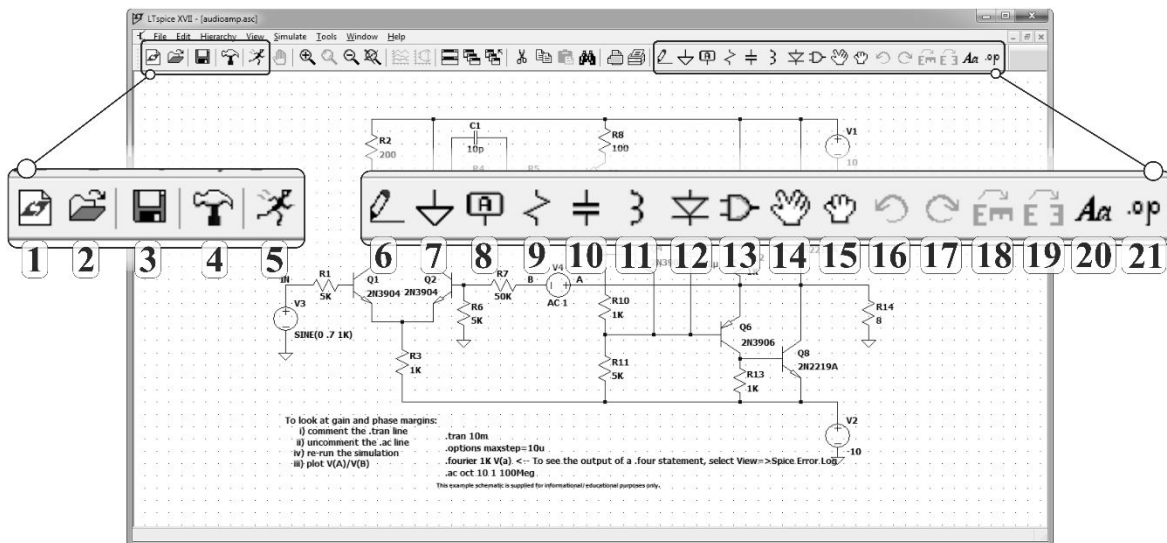 LTspice XVII - [audioamp.asc]
File Edit Hierarchy View Simulate Tools Window Help
Aa .op
C1
10p
R2
200
R8
100
V1
10
R4
R5
A
Aa
.op
1 2 3 4 5 6 7 8 9 10 11 12 13 14 15 16 17 18 19 20 21
IN
R1
5K
Q1
2N3904
Q2
2N3904
R7
50K
B
V4
A
AC 1
1K
V3
SINE(0 .7 1K)
R6
5K
R10
1K
R14
8
Q6
2N3906
R3
1K
R11
5K
R13
1K
Q8
2N2219A
V2
-10
To look at gain and phase margins:
i) comment the .tran line
ii) uncomment the .ac line
iv) re-run the simulation
iii) plot V(A)/V(B)
.tran 10m
.options maxstep=10u
.fourier 1K V(a) <-- To see the output of a .four statement, select View=>Spice Error Log
.ac oct 10 1 100Meg
This example schematic is supplied for informational/educational purposes only.